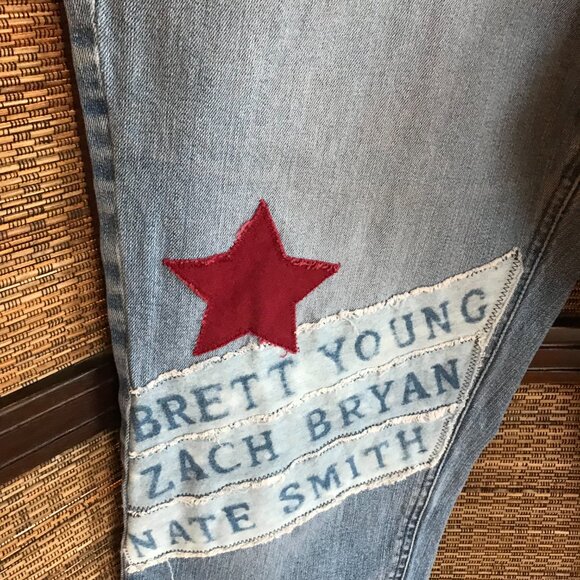 BRETT YOUNG
ZACH BRYAN
NATE SMITH